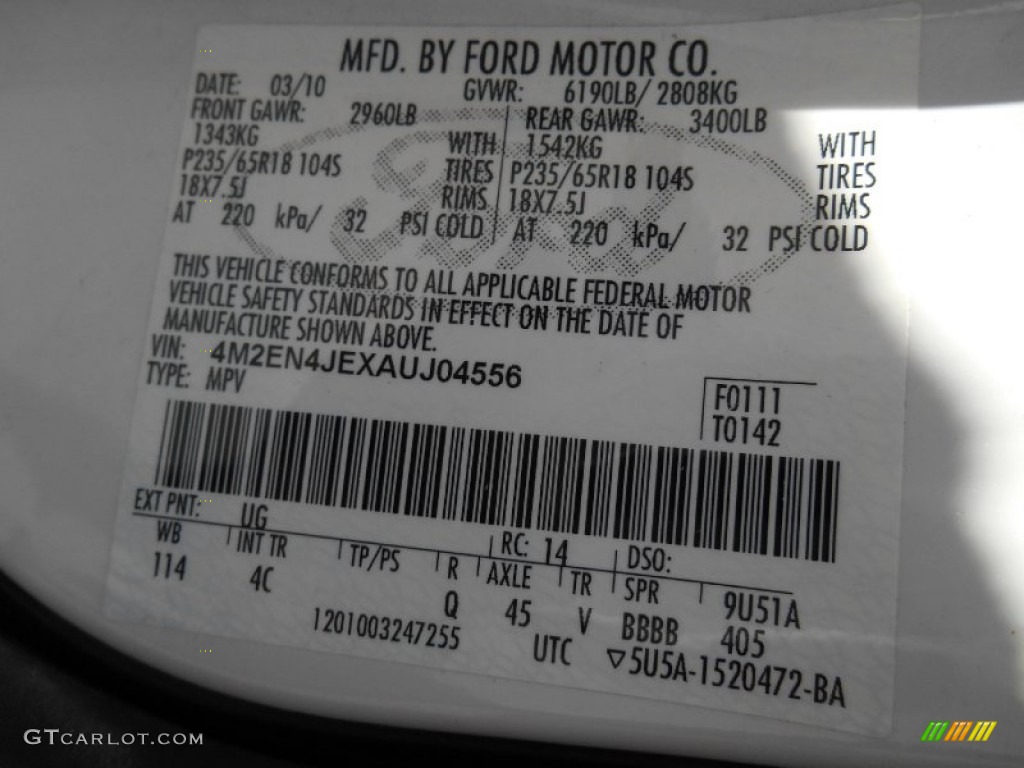 MFD. BY FORD MOTOR CO.
DATE: 03/10 GVWR: 6190LB/ 2808KG
FRONT GAWR: 2960LB REAR GAWR: 3400LB
1343KG WITH 1542KG WITH
P235/65R18 104S TIRES P235/65R18 104S TIRES
18X7.5J RIMS 18X7.5J RIMS
AT 220 kPa/ 32 PSI COLD AT 220 kPa/ 32 PSI COLD
THIS VEHICLE CONFORMS TO ALL APPLICABLE FEDERAL MOTOR
VEHICLE SAFETY STANDARDS IN EFFECT ON THE DATE OF
MANUFACTURE SHOWN ABOVE.
VIN: 4M2EN4JEXAUJ04556
TYPE: MPV
F0111
T0142
EXT PNT: UG RC: 14 DSO:
WB INT TR TP/PS R AXLE TR SPR 9U51A
114 4C Q 45 V BBBB 405
1201003247255 UTC ▽5U5A-1520472-BA
Ford
GTCARLOT.COM